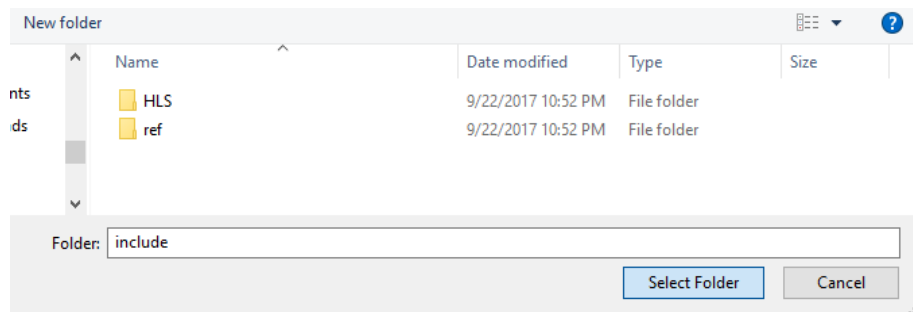 New folder
Name Date modified Type Size
nts
ds
HLS 9/22/2017 10:52 PM File folder
ref 9/22/2017 10:52 PM File folder
Folder: include
Select Folder Cancel